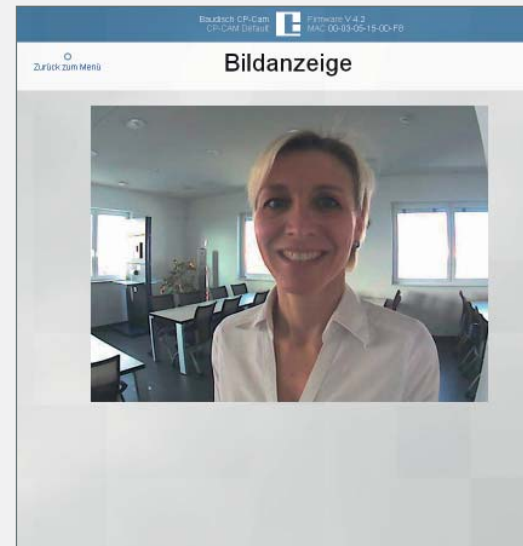 Baudisch CP-Cam
CP-CAM Default
Firmware V 4.2
MAC 00-03-05-15-0D-F8
Zurück zum Menü
Bildanzeige